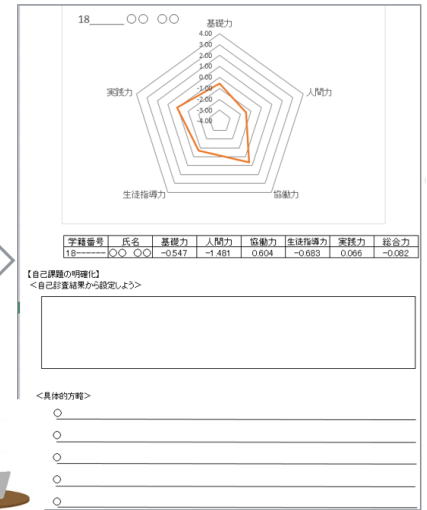 18_____ ○○ ○○
基礎力
4.00
3.00
2.00
1.00
0.00
-1.00
-2.00
-3.00
-4.00
実践力
人間力
生徒指導力
協働力
学籍番号 氏名 基礎力 人間力 協働力 生徒指導力 実践力 総合力
18------ ○○ ○○ -0.547 -1.481 0.604 -0.683 0.066 -0.082
【自己課題の明確化】
<自己診査結果から設定しよう>
<具体的方略>
○
○
○
○
○